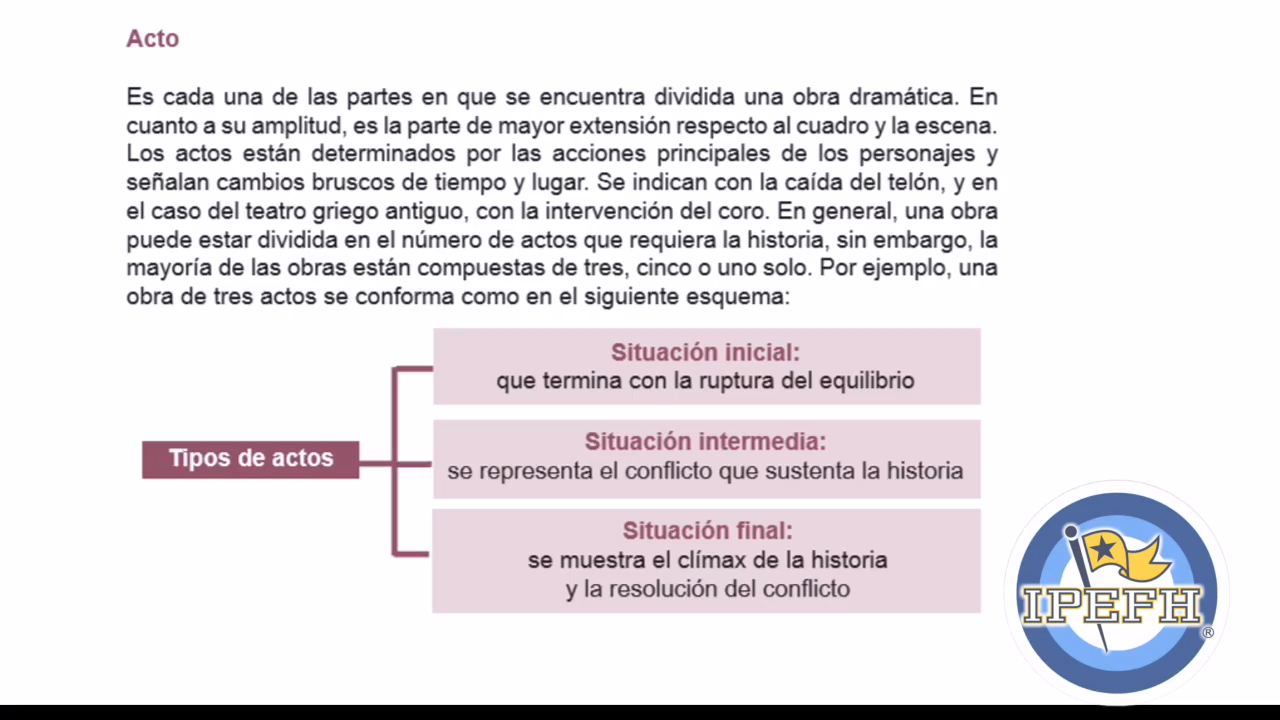 Acto
Es cada una de las partes en que se encuentra dividida una obra dramática. En
cuanto a su amplitud, es la parte de mayor extensión respecto al cuadro y la escena.
Los actos están determinados por las acciones principales de los personajes y
señalan cambios bruscos de tiempo y lugar. Se indican con la caída del telón, y en
el caso del teatro griego antiguo, con la intervención del coro. En general, una obra
puede estar dividida en el número de actos que requiera la historia, sin embargo, la
mayoría de las obras están compuestas de tres, cinco o uno solo. Por ejemplo, una
obra de tres actos se conforma como en el siguiente esquema:
Situación inicial:
que termina con la ruptura del equilibrio
Tipos de actos
Situación intermedia:
se representa el conflicto que sustenta la historia
Situación final:
se muestra el clímax de la historia
y la resolución del conflicto
IPEFH
®